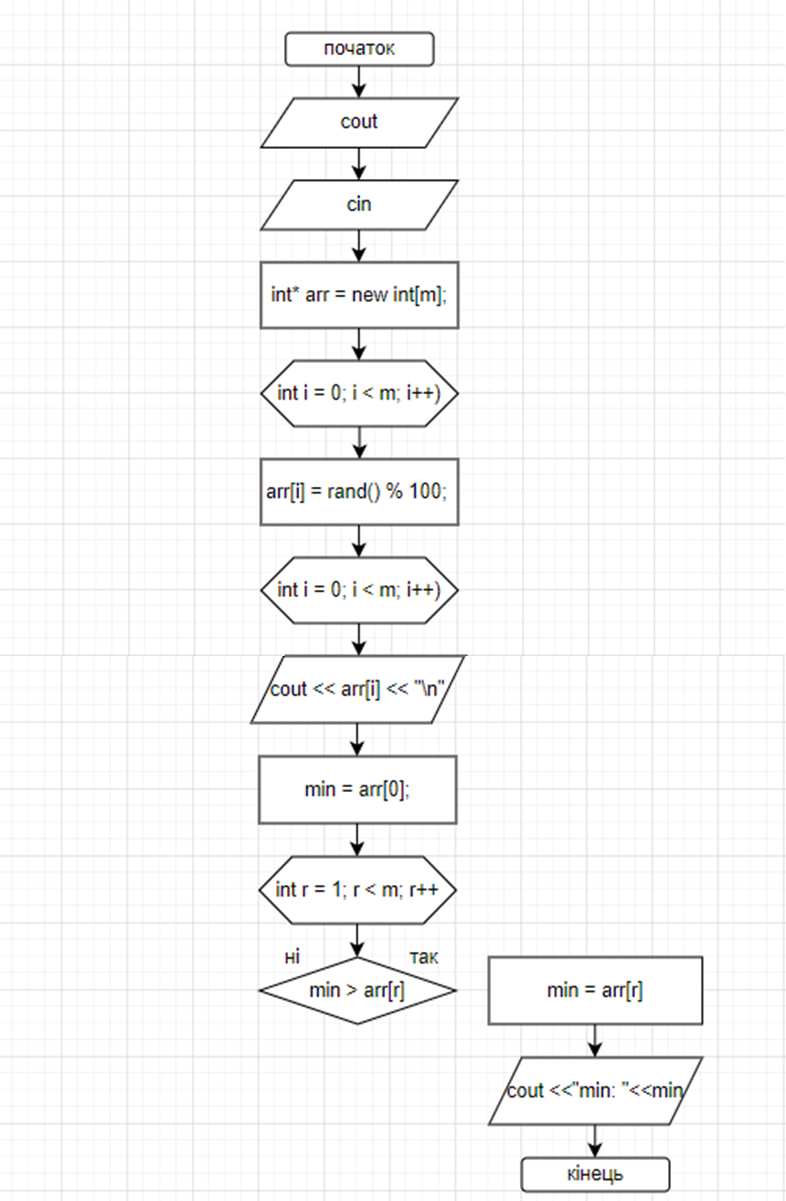 початок
cout
cin
int* arr = new int[m];
int i = 0; i < m; i++)
arr[i] = rand() % 100;
int i = 0; i < m; i++)
cout << arr[i] << "\n"
min = arr[0];
int r = 1; r < m; r++
ні
так
min > arr[r]
min = arr[r]
cout <<"min: "<<min
кінець